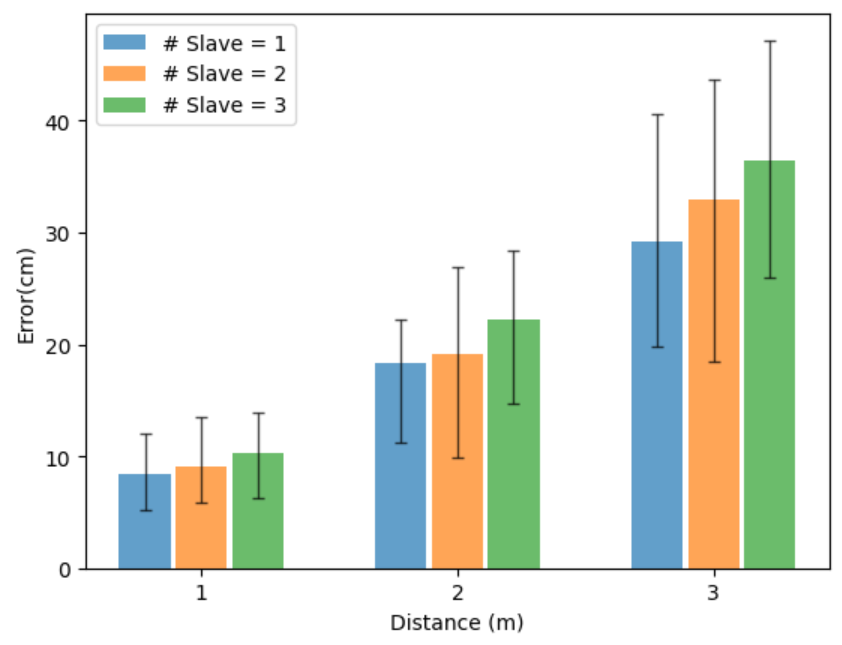 # Slave = 1
# Slave = 2
# Slave = 3
40
30
20
10
0
Error(cm)
1 2 3
Distance (m)